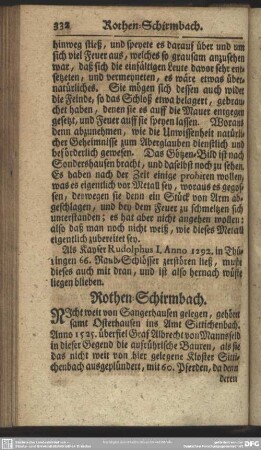 332 Rothen-Schirmbach.
hinweg stieß, und speyete es darauf über und um
sich viel Feuer aus, welches so grausam anzusehen
war, daß sich die einfältigen Leute davor sehr ent-
setzeten, und vermeyneten, es wäre etwas über-
natürliches. Sie mögen sich dessen auch wider
die Feinde, so das Schloß etwa belagert, gebrau-
chet haben, denen sie es auff die Mauer entgegen
gesetzt, und Feuer auff sie speyen lassen. Woraus
denn abzunehmen, wie die Unwissenheit natürli-
cher Geheimnisse zum Aberglauben dienstlich und
beförderlich gewesen. Das Götzen-Bild ist nach
Sondershausen bracht, und daselbst noch zu sehen.
Es haben nach der Zeit einige probieren wollen,
was es eigentlich vor Metall sey, woraus es gegos-
sen, derwegen sie denn ein Stück von Arm ab-
geschlagen, und bey dem Feuer zu schmeltzen sich
unterstanden; es hat aber nicht angehen wollen:
also daß man noch nicht weiß, wie dieses Metall
eigentlich zubereitet sey.
Als Kayser Rudolphus I. Anno 1292. in Thü-
ringen 66. Raub-Schlösser zerstören ließ, muste
dieses auch mit dran, und ist also hernach wüste
liegen blieben.
Rothen Schirmbach.
NIcht weit von Sangerhausen gelegen, gehört
samt Osterhausen ins Amt Sittichenbach.
Anno 1525. überfiel Graf Albrecht von Mannsfeld
in dieser Gegend die aufrührische Bauren, als sie
das nicht weit von hier gelegene Kloster Sitti-
chenbach ausgeplündert, mit 60. Pferden, da denn
deren